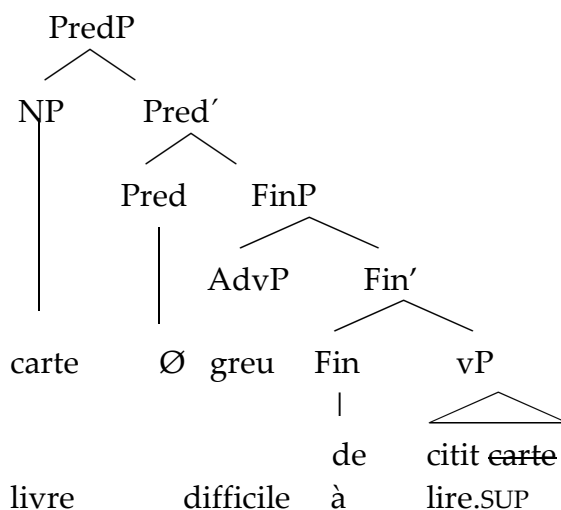 PredP
NP Pred´
Pred FinP
AdvP Fin’
carte Ø greu Fin vP
de citit carte
livre difficile à lire.SUP